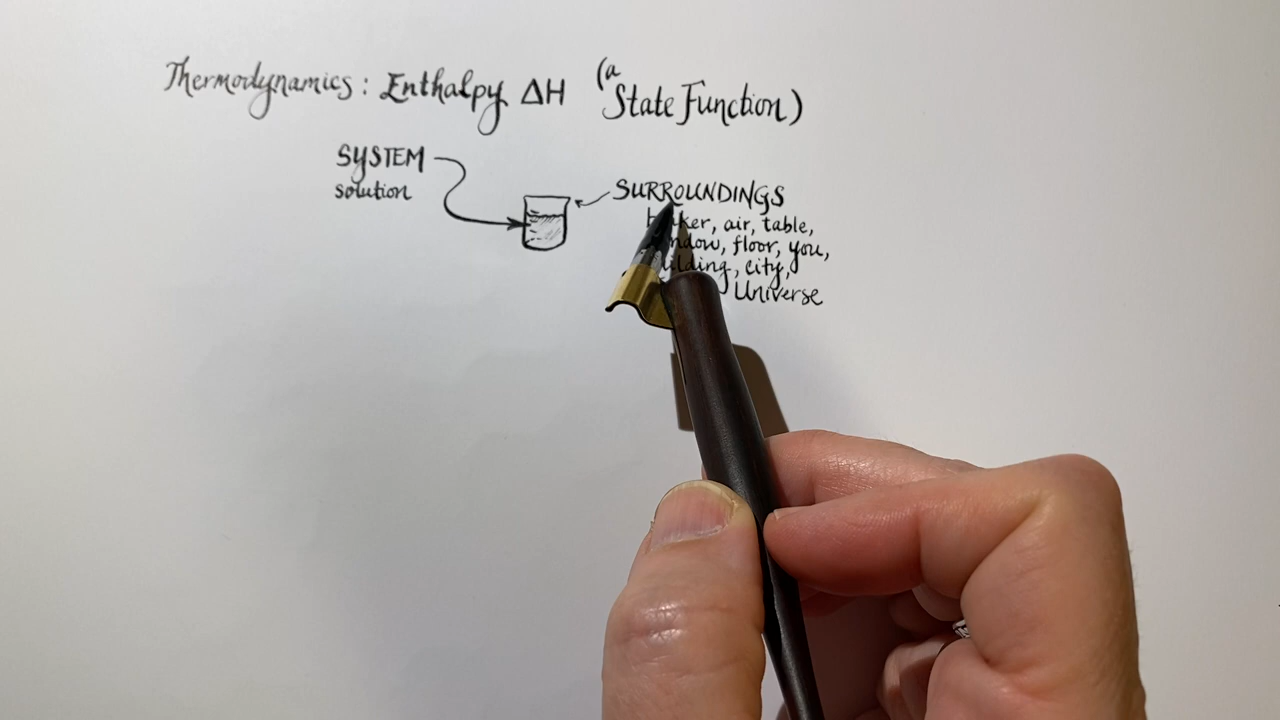 Thermodynamics: Enthalpy ΔH (a State Function)
SYSTEM
solution
SURROUNDINGS
air, table,
floor, you,
city,
Universe